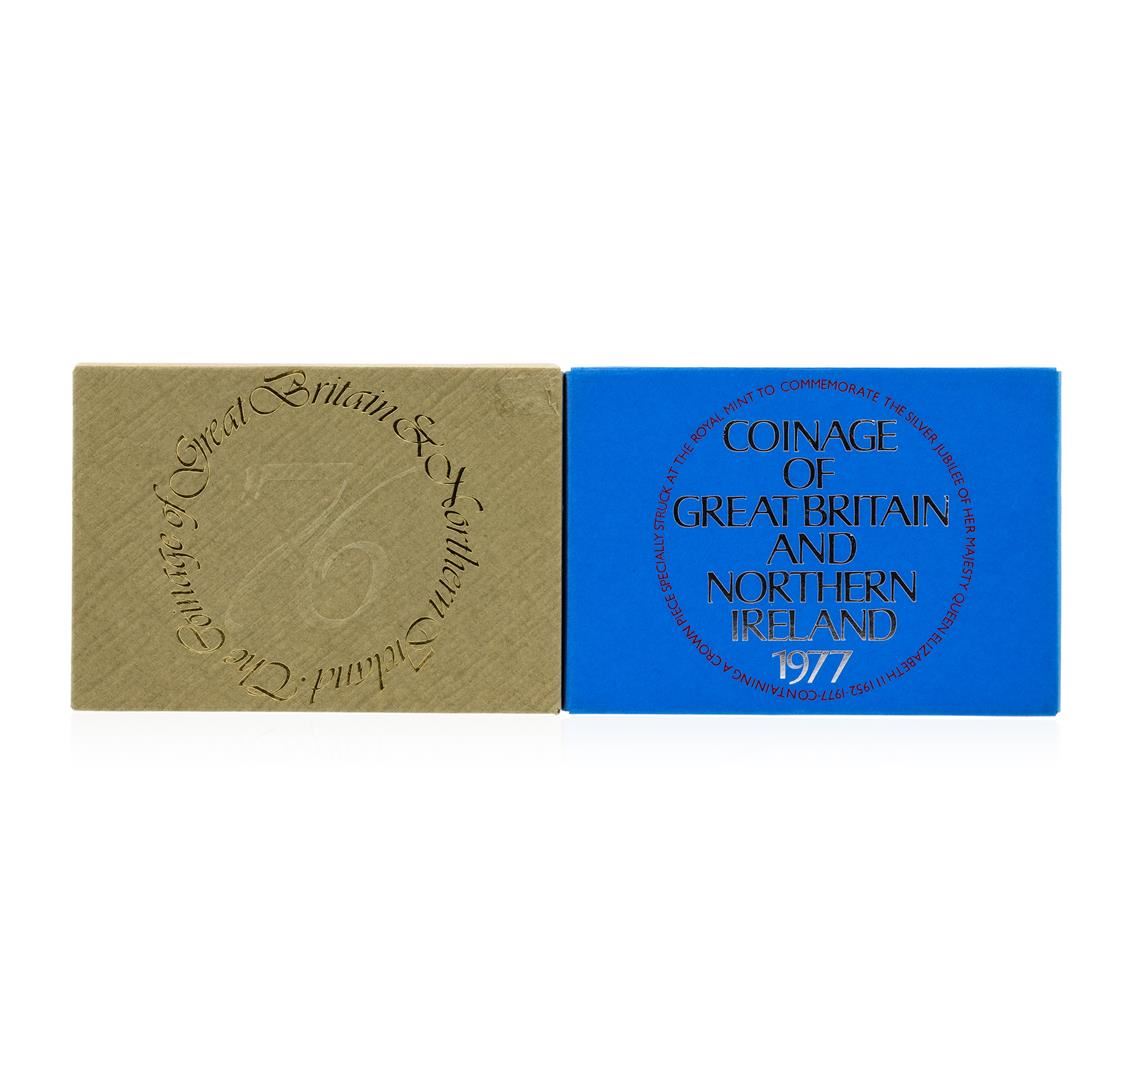 The Coinage of Great Britain & Northern Ireland ·
76
COINAGE
OF
GREAT BRITAIN
AND
NORTHERN
IRELAND
1977
CONTAINING A CROWN PIECE SPECIALLY STRUCK AT THE ROYAL MINT TO COMMEMORATE THE SILVER JUBILEE OF HER MAJESTY QUEEN ELIZABETH II 1952-1977-